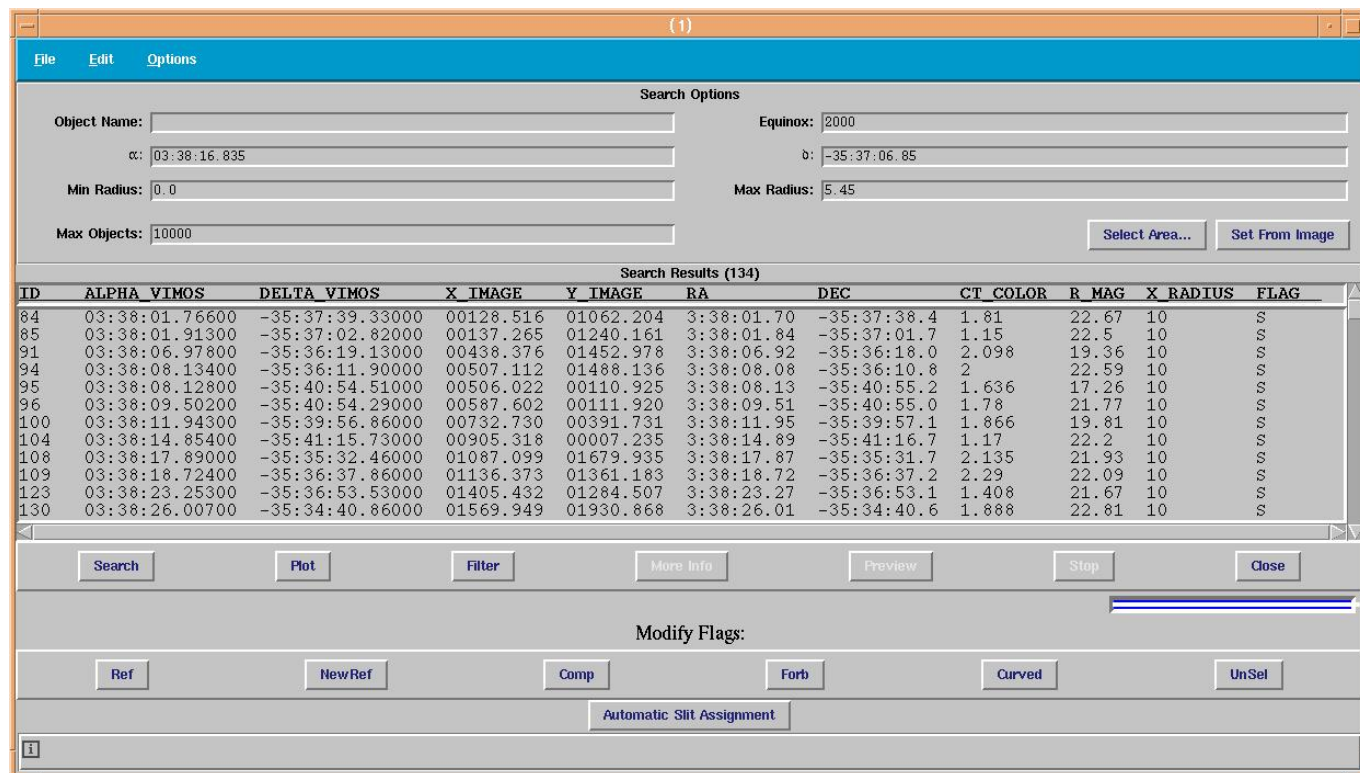 (1)
File Edit Options
Search Options
Object Name: Equinox: 2000
α: 03:38:16.835 δ: -35:37:06.85
Min Radius: 0.0 Max Radius: 5.45
Max Objects: 10000 Select Area... Set From Image
Search Results (134)
ID ALPHA_VIMOS DELTA_VIMOS X_IMAGE Y_IMAGE RA DEC CT_COLOR R_MAG X_RADIUS FLAG
84 03:38:01.76600 -35:37:39.33000 00128.516 01062.204 3:38:01.70 -35:37:38.4 1.81 22.67 10 S
85 03:38:01.91300 -35:37:02.82000 00137.265 01240.161 3:38:01.84 -35:37:01.7 1.15 22.5 10 S
91 03:38:06.97800 -35:36:19.13000 00438.376 01452.978 3:38:06.92 -35:36:18.0 2.098 19.36 10 S
94 03:38:08.13400 -35:36:11.90000 00507.112 01488.136 3:38:08.08 -35:36:10.8 2 22.59 10 S
95 03:38:08.12800 -35:40:54.51000 00506.022 00110.925 3:38:08.13 -35:40:55.2 1.636 17.26 10 S
96 03:38:09.50200 -35:40:54.29000 00587.602 00111.920 3:38:09.51 -35:40:55.0 1.78 21.77 10 S
100 03:38:11.94300 -35:39:56.86000 00732.730 00391.731 3:38:11.95 -35:39:57.1 1.866 19.81 10 S
104 03:38:14.85400 -35:41:15.73000 00905.318 00007.235 3:38:14.89 -35:41:16.7 1.17 22.2 10 S
108 03:38:17.89000 -35:35:32.46000 01087.099 01679.935 3:38:17.87 -35:35:31.7 2.135 21.93 10 S
109 03:38:18.72400 -35:36:37.86000 01136.373 01361.183 3:38:18.72 -35:36:37.2 2.29 22.09 10 S
123 03:38:23.25300 -35:36:53.53000 01405.432 01284.507 3:38:23.27 -35:36:53.1 1.408 21.67 10 S
130 03:38:26.00700 -35:34:40.86000 01569.949 01930.868 3:38:26.01 -35:34:40.6 1.888 22.81 10 S
Search Plot Filter More Info Preview Stop Close
Modify Flags:
Ref NewRef Comp Forb Curved UnSel
Automatic Slit Assignment
i